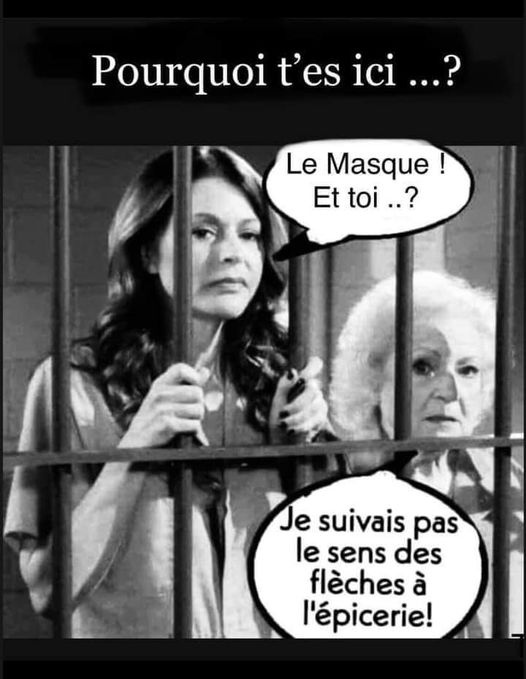 Pourquoi t’es ici ...?
Le Masque !
Et toi ..?
Je suivais pas
le sens des
flèches à
l'épicerie!